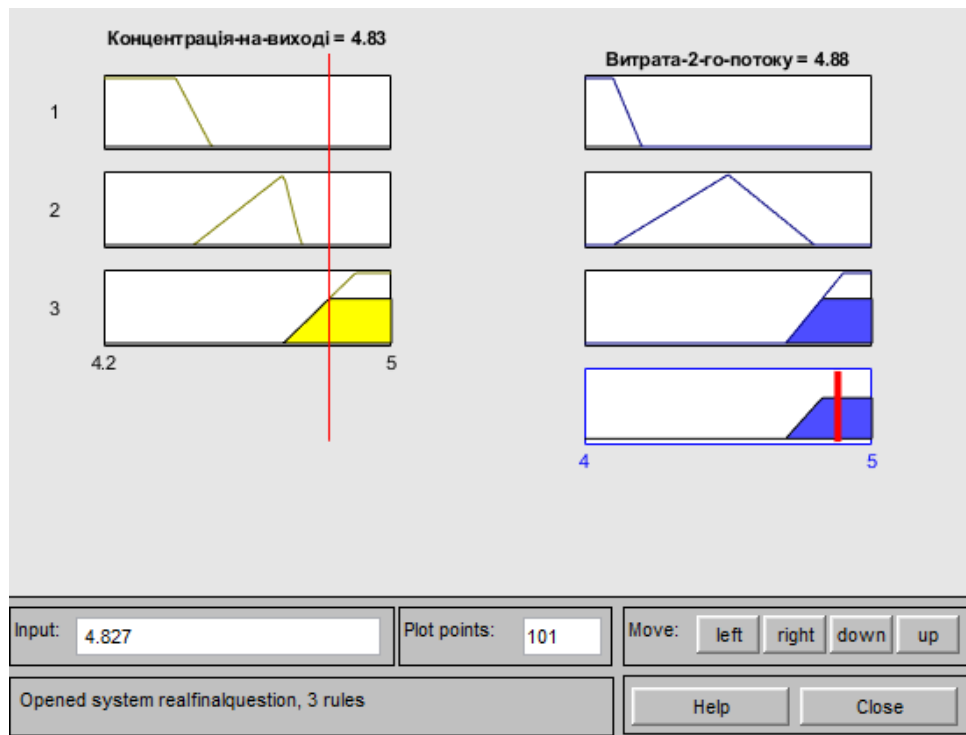 Концентрація-на-виході = 4.83
Витрата-2-го-потоку = 4.88
1
2
3
4.2 5
4 5
Input: 4.827 Plot points: 101 Move: left right down up
Opened system realfinalquestion, 3 rules Help Close